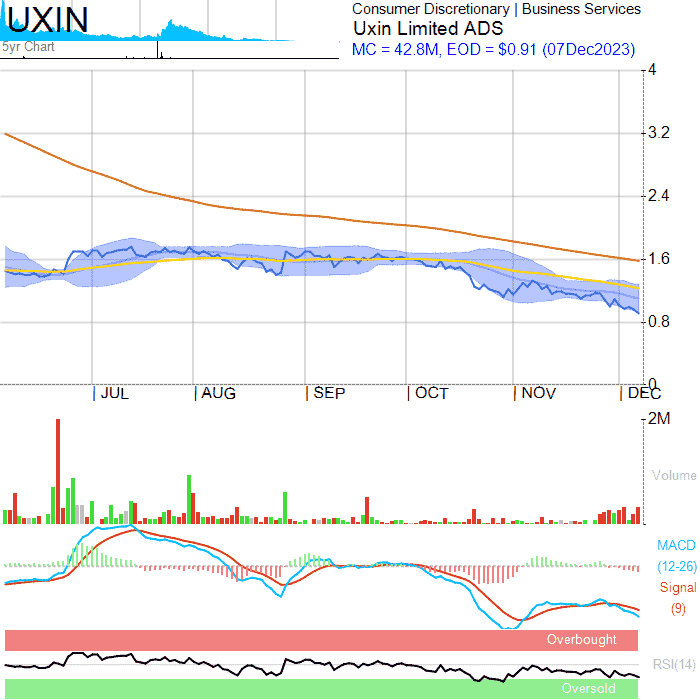 UXIN
5yr Chart
Consumer Discretionary | Business Services
Uxin Limited ADS
MC = 42.8M, EOD = $0.91 (07Dec2023)
4
3.2
2.4
1.6
0.8
0
JUL
AUG
SEP
OCT
NOV
DEC
2M
Volume
MACD
(12-26)
Signal
(9)
Overbought
RSI(14)
Oversold